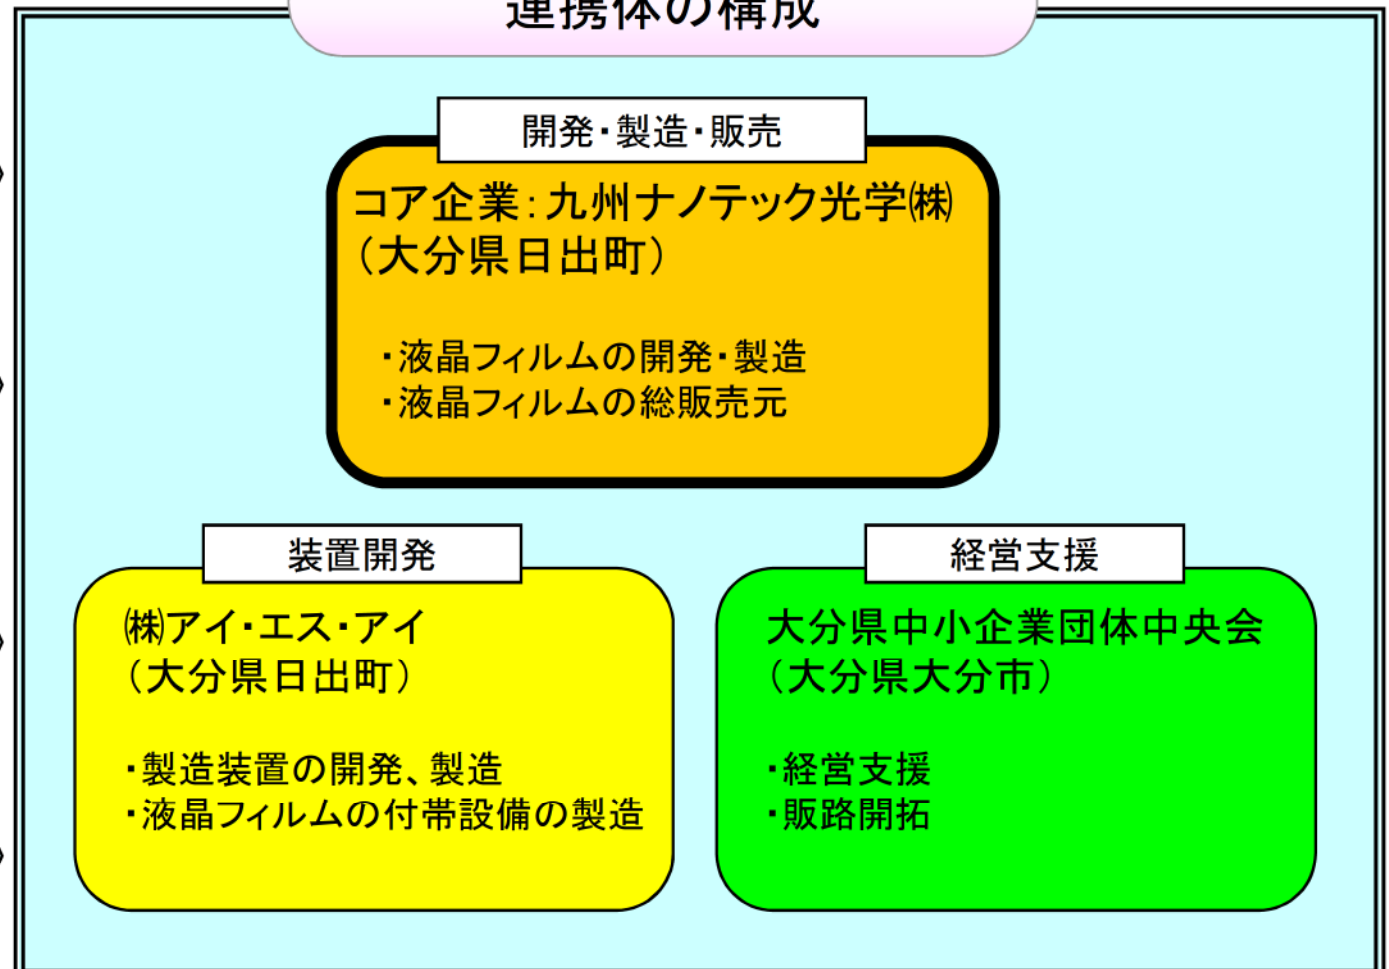 連携体の構成
開発・製造・販売
コア企業：九州ナノテック光学㈱
（大分県日出町）
・液晶フィルムの開発・製造
・液晶フィルムの総販売元
装置開発
㈱アイ・エス・アイ
（大分県日出町）
・製造装置の開発、製造
・液晶フィルムの付帯設備の製造
経営支援
大分県中小企業団体中央会
（大分県大分市）
・経営支援
・販路開拓